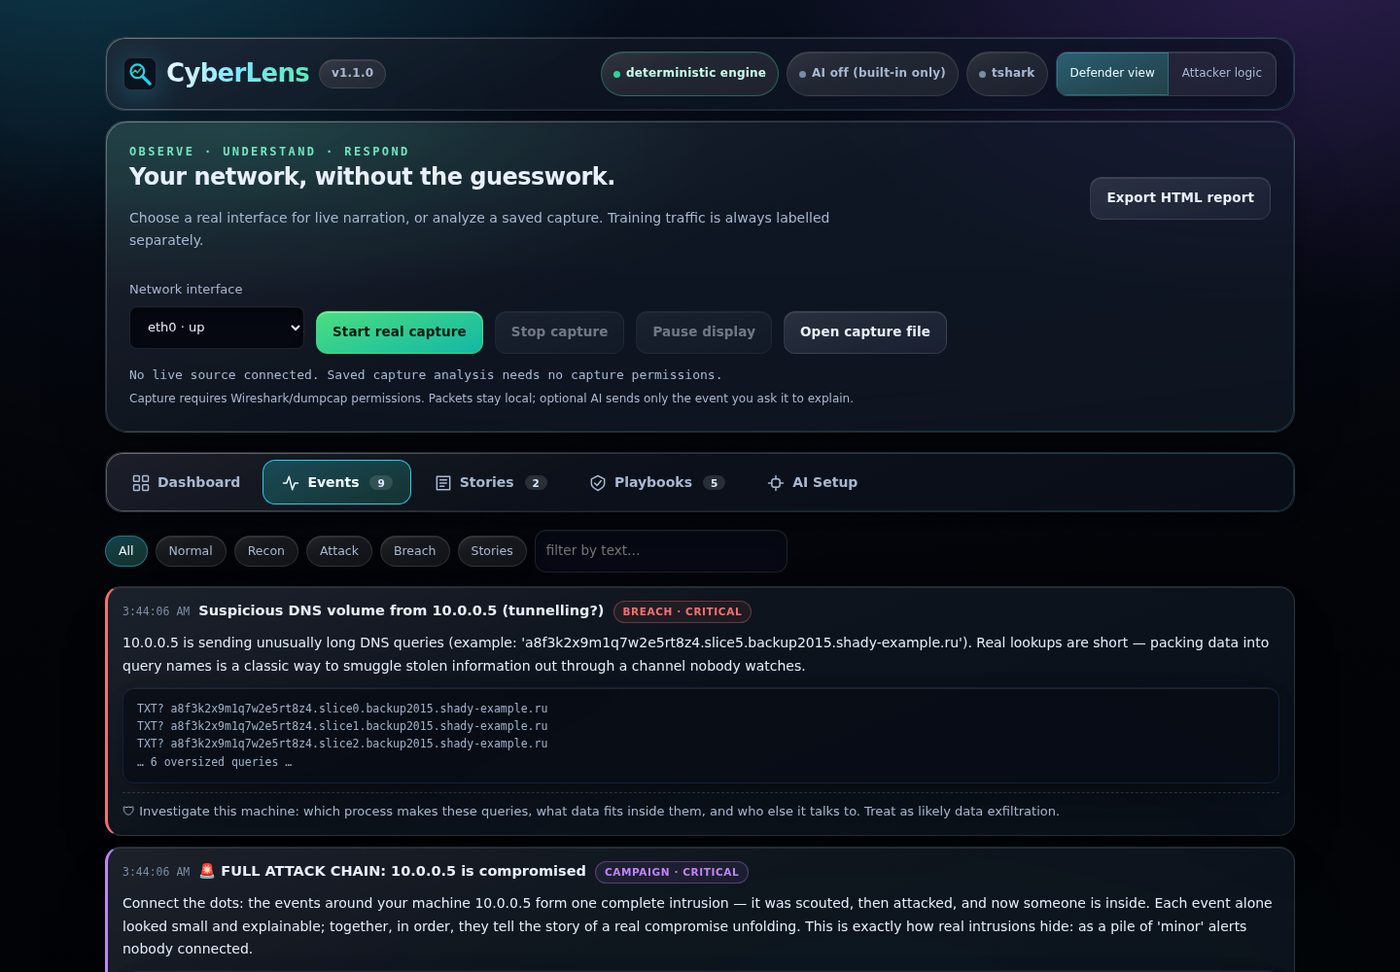 CyberLens v1.1.0 deterministic engine AI off (built-in only) tshark Defender view Attacker logic
OBSERVE · UNDERSTAND · RESPOND
Your network, without the guesswork.
Export HTML report
Choose a real interface for live narration, or analyze a saved capture. Training traffic is always labelled
separately.
Network interface
eth0 · up Start real capture Stop capture Pause display Open capture file
No live source connected. Saved capture analysis needs no capture permissions.
Capture requires Wireshark/dumpcap permissions. Packets stay local; optional AI sends only the event you ask it to explain.
Dashboard Events 9 Stories 2 Playbooks 5 AI Setup
All Normal Recon Attack Breach Stories filter by text...
3:44:06 AM Suspicious DNS volume from 10.0.0.5 (tunnelling?) BREACH · CRITICAL
10.0.0.5 is sending unusually long DNS queries (example: 'a8f3k2x9m1q7w2e5rt8z4.slice5.backup2015.shady-example.ru'). Real lookups are short — packing data into
query names is a classic way to smuggle stolen information out through a channel nobody watches.
TXT? a8f3k2x9m1q7w2e5rt8z4.slice0.backup2015.shady-example.ru
TXT? a8f3k2x9m1q7w2e5rt8z4.slice1.backup2015.shady-example.ru
TXT? a8f3k2x9m1q7w2e5rt8z4.slice2.backup2015.shady-example.ru
… 6 oversized queries …
🛡 Investigate this machine: which process makes these queries, what data fits inside them, and who else it talks to. Treat as likely data exfiltration.
3:44:06 AM 🚨 FULL ATTACK CHAIN: 10.0.0.5 is compromised CAMPAIGN · CRITICAL
Connect the dots: the events around your machine 10.0.0.5 form one complete intrusion — it was scouted, then attacked, and now someone is inside. Each event alone
looked small and explainable; together, in order, they tell the story of a real compromise unfolding. This is exactly how real intrusions hide: as a pile of 'minor' alerts
nobody connected.